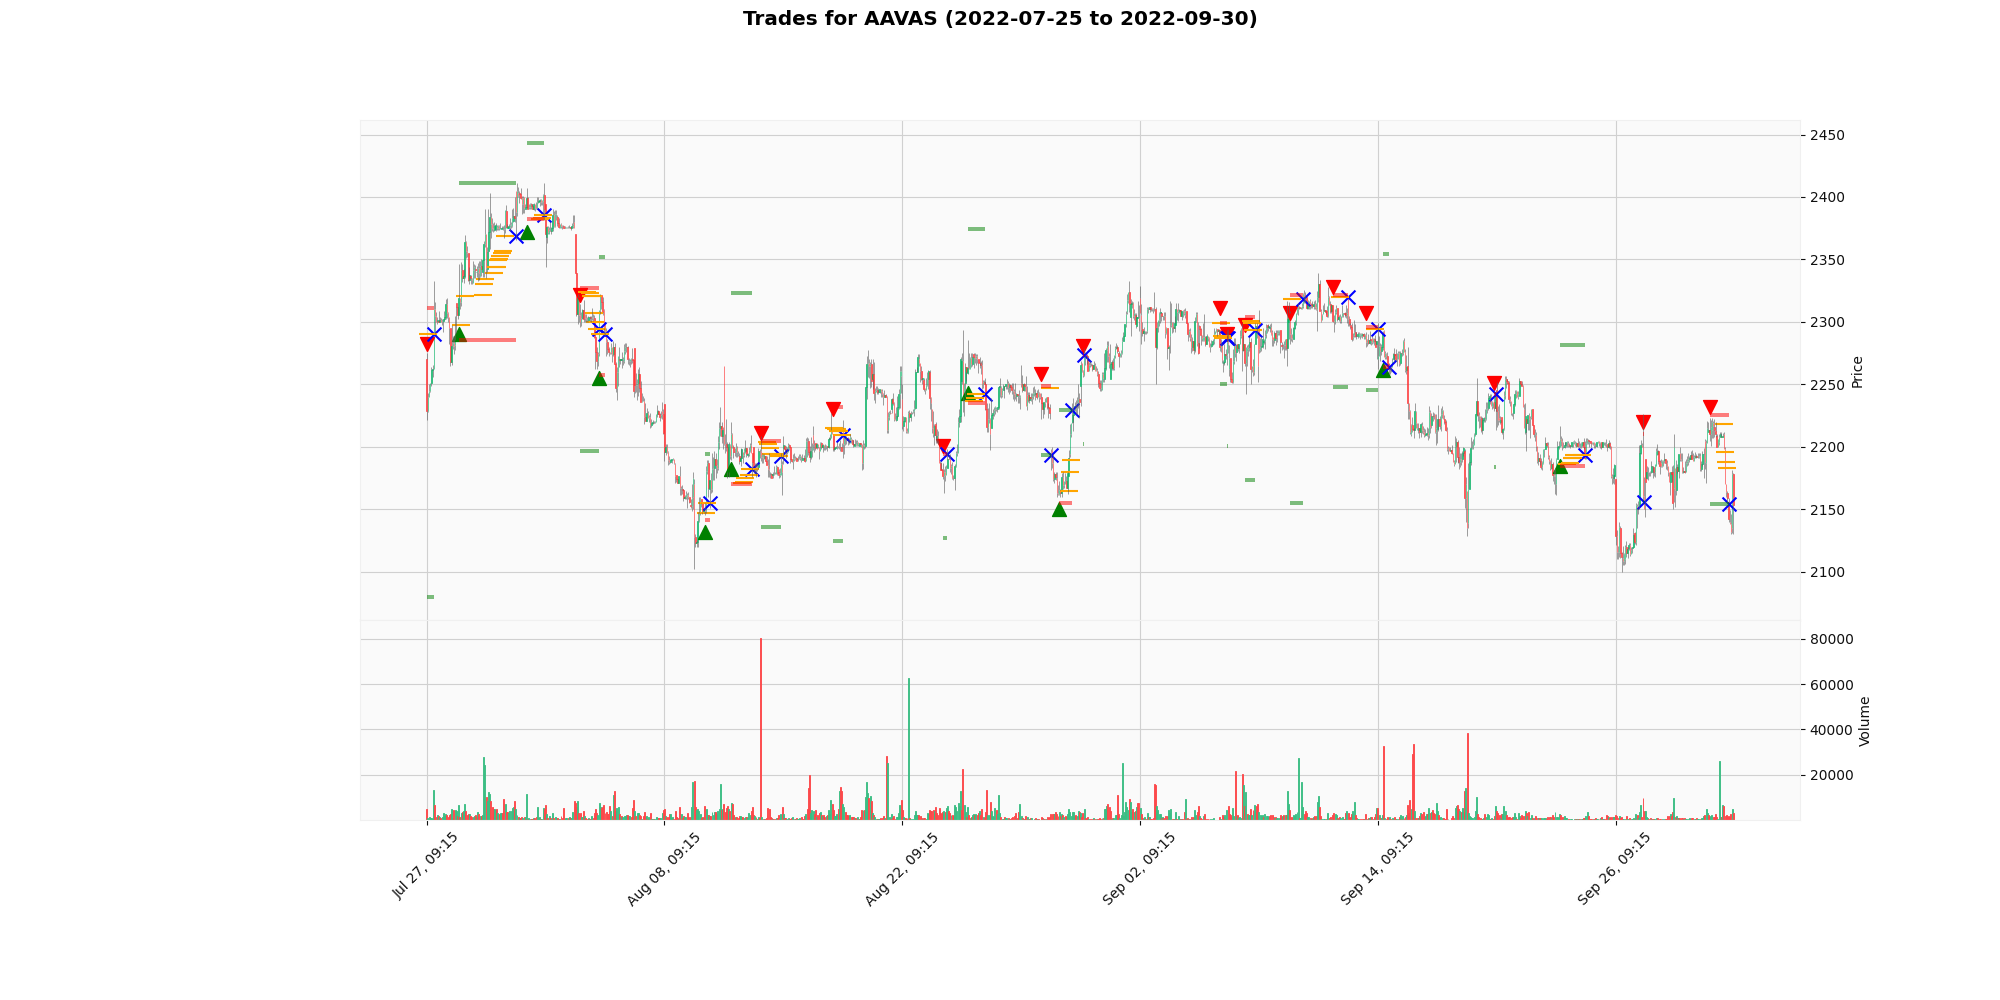 Trades for AAVAS (2022-07-25 to 2022-09-30)
2450
2400
2350
2300
2250
2200
2150
2100
Price
80000
60000
40000
20000
Volume
Jul 27, 09:15
Aug 08, 09:15
Aug 22, 09:15
Sep 02, 09:15
Sep 14, 09:15
Sep 26, 09:15